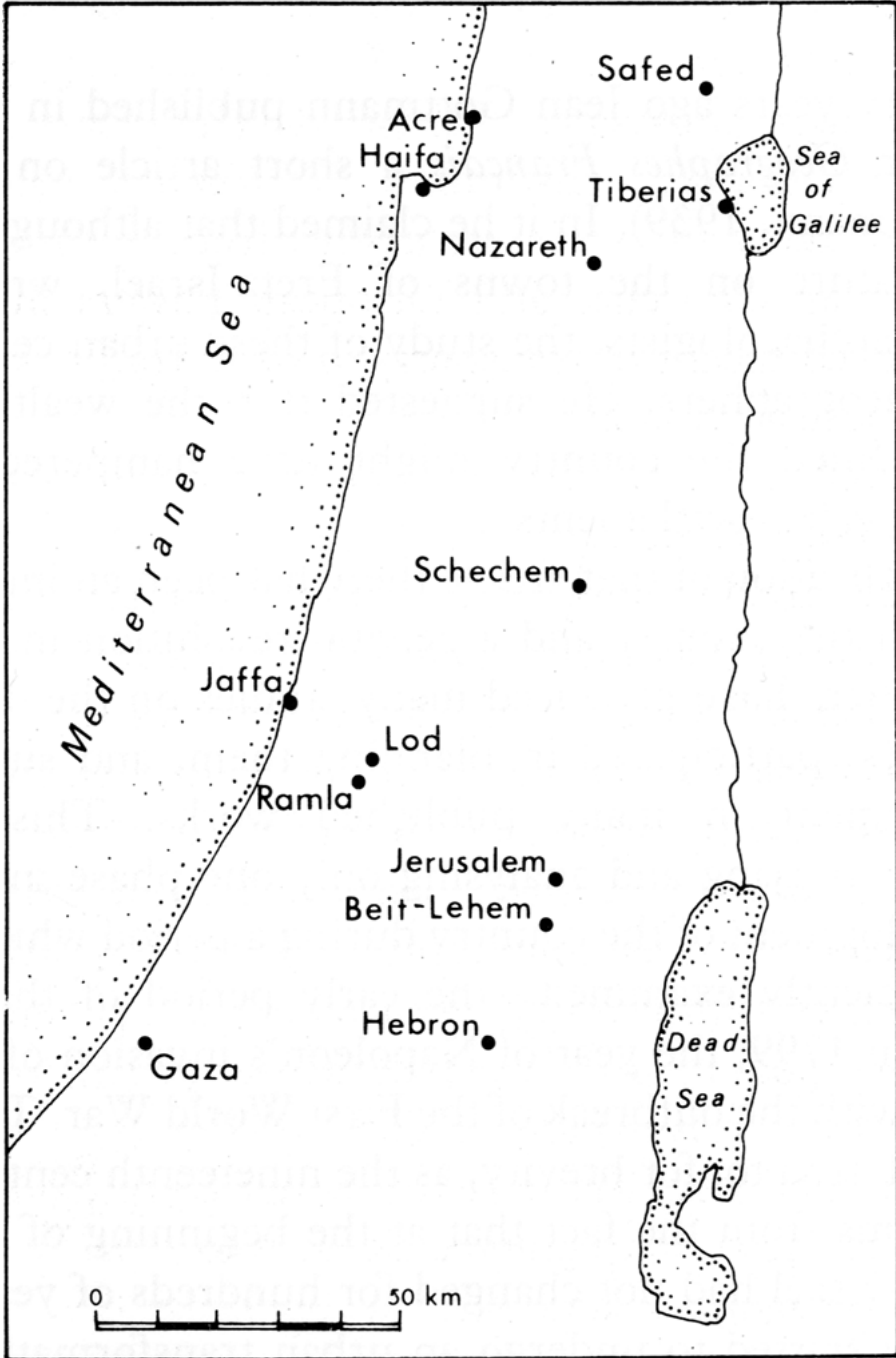 Safed
Acre
Haifa
Sea
of
Galilee
Tiberias
Nazareth
Mediterranean Sea
Schechem
Jaffa
Lod
Ramla
Jerusalem
Beit-Lehem
Hebron
Gaza
Dead
Sea
0 50 km